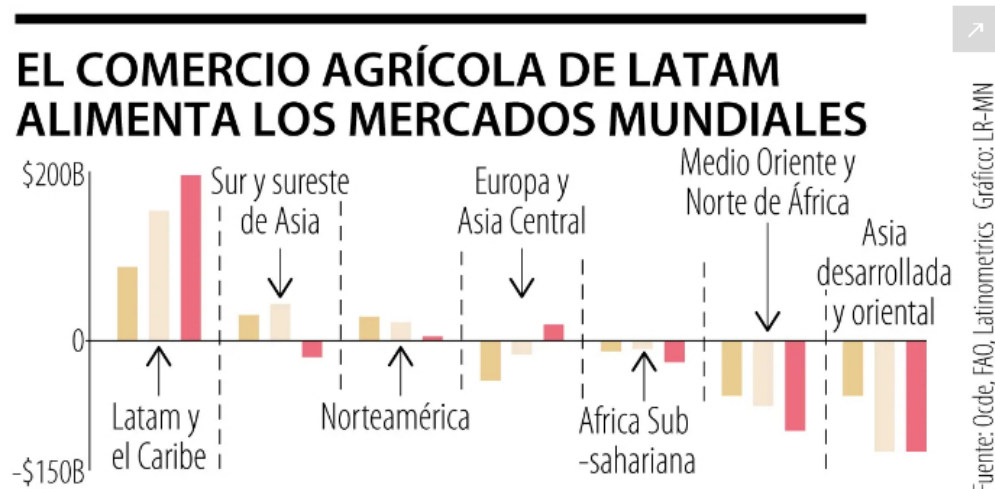 EL COMERCIO AGRÍCOLA DE LATAM
ALIMENTA LOS MERCADOS MUNDIALES
$200B
0
-$150B
Latam y
el Caribe
Sur y sureste
de Asia
Norteamérica
Europa y
Asia Central
Africa Sub
-sahariana
Medio Oriente y
Norte de África
Asia
desarrollada
y oriental
Fuente: Ocde, FAO, Latinometrics Gráfico: LR-MN